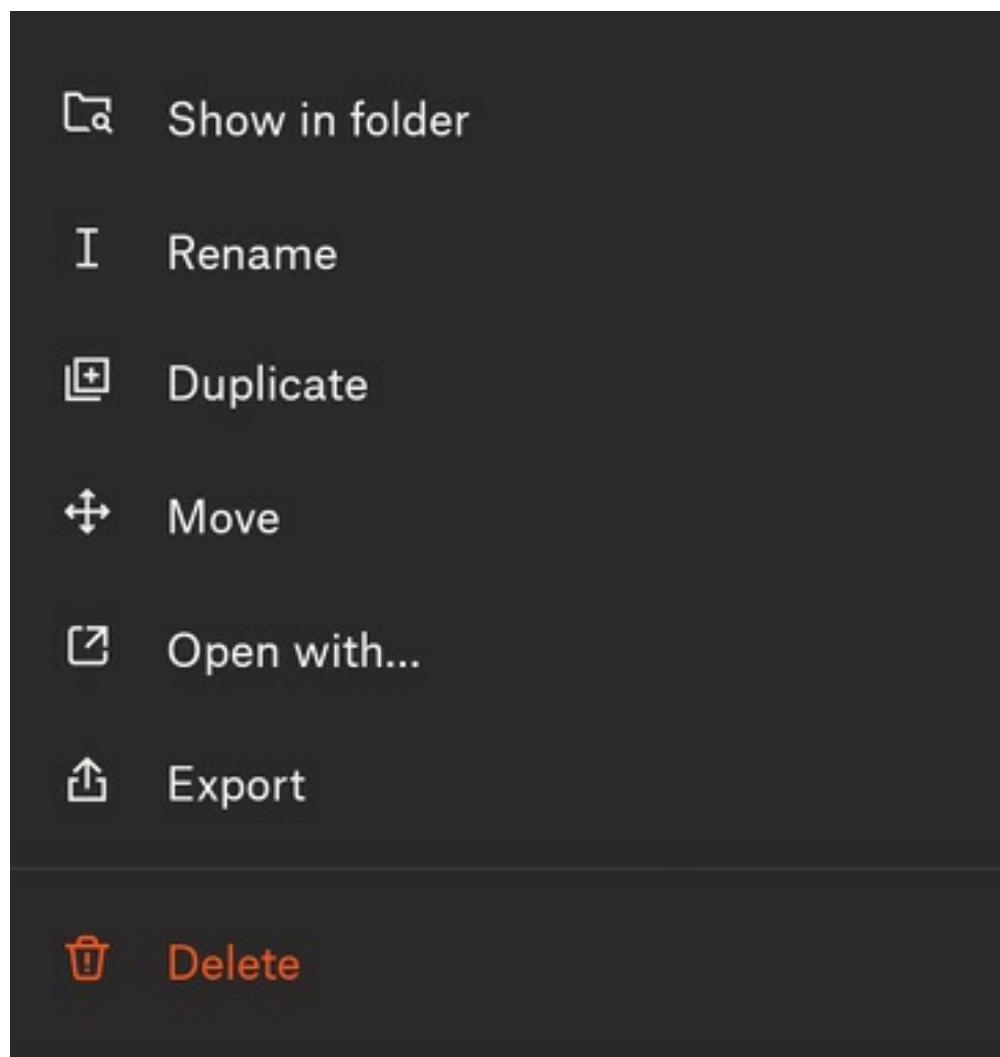 Show in folder
Rename
Duplicate
Move
Open with...
Export
Delete